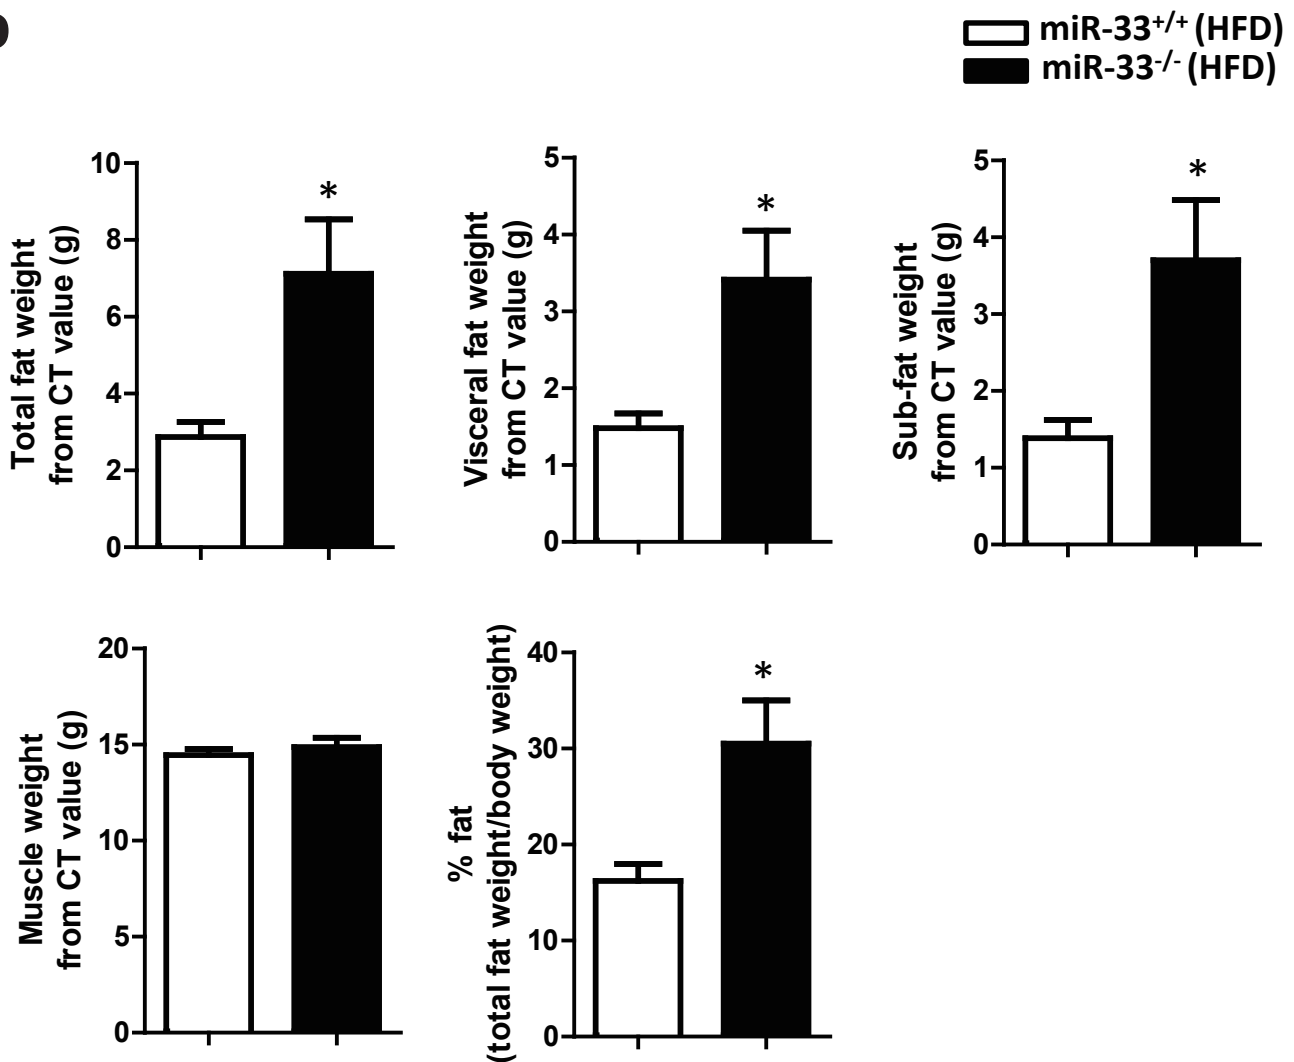 miR-33+/+ (HFD)
miR-33-/- (HFD)
Total fat weight
from CT value (g)
10
8
6
4
2
0
*
Visceral fat weight
from CT value (g)
5
4
3
2
1
0
*
Sub-fat weight
from CT value (g)
5
4
3
2
1
0
*
Muscle weight
from CT value (g)
20
15
10
5
0
% fat
(total fat weight/body weight)
40
30
20
10
0
*